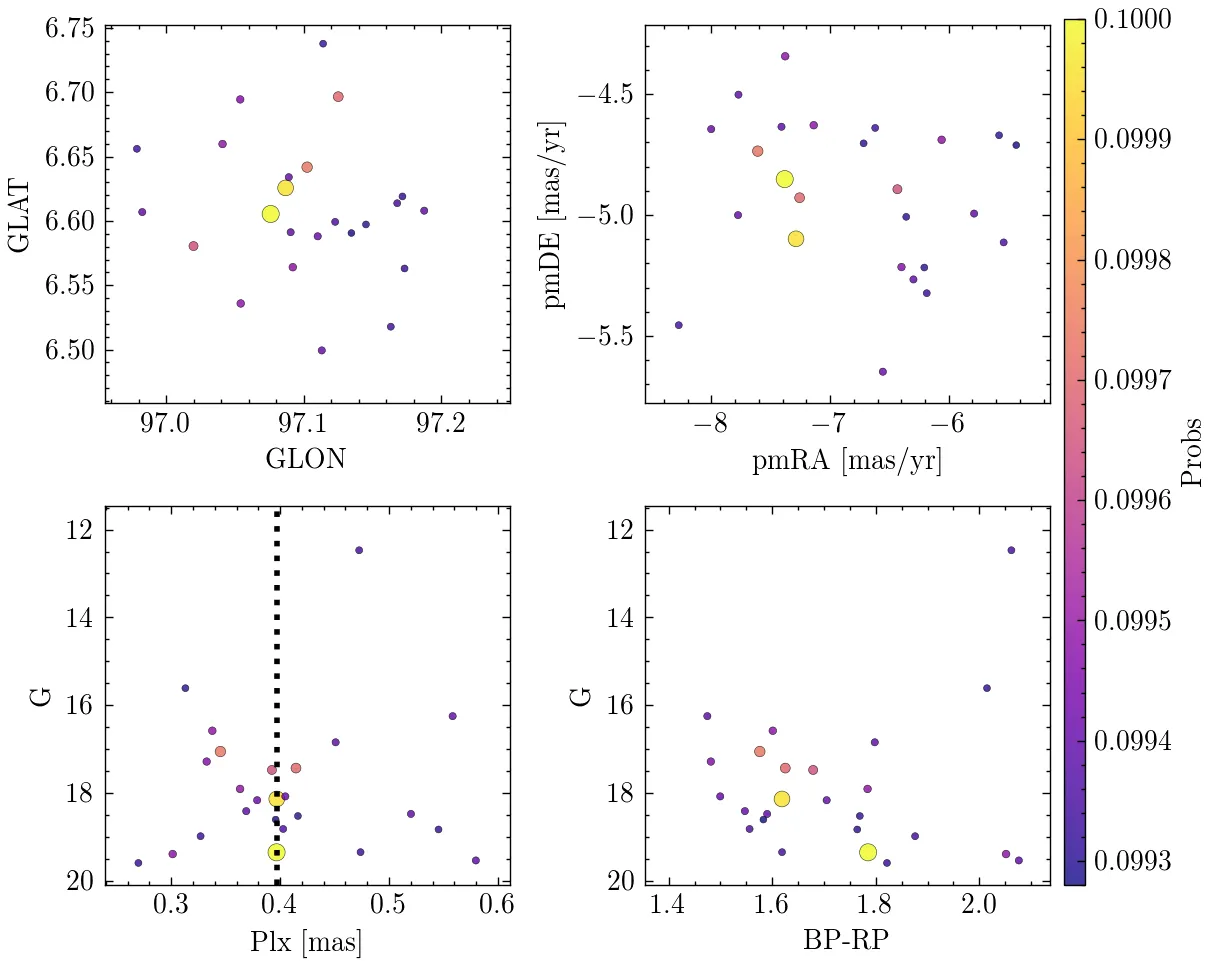 6.75
6.70
6.65
6.60
6.55
6.50
GLAT
97.0 97.1 97.2
GLON
−4.5
−5.0
−5.5
pmDE [mas/yr]
−8 −7 −6
pmRA [mas/yr]
0.1000
0.0999
0.0998
0.0997
0.0996
0.0995
0.0994
0.0993
Probs
12
14
16
18
20
G
0.3 0.4 0.5 0.6
Plx [mas]
12
14
16
18
20
G
1.4 1.6 1.8 2.0
BP-RP